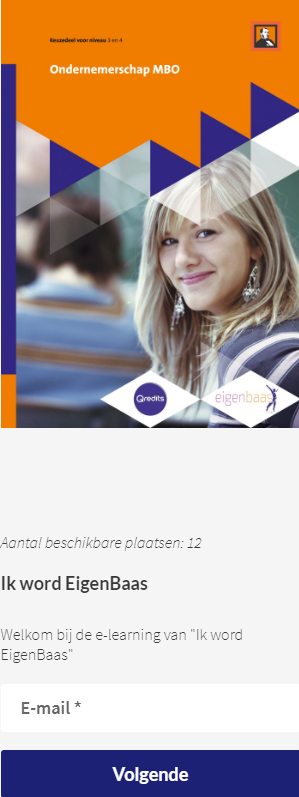 Keuzedeel voor niveau 3 en 4
Ondernemerschap MBO
Qredits
eigenbaas
Aantal beschikbare plaatsen: 12
Ik word EigenBaas
Welkom bij de e-learning van "Ik word
EigenBaas"
E-mail *
Volgende